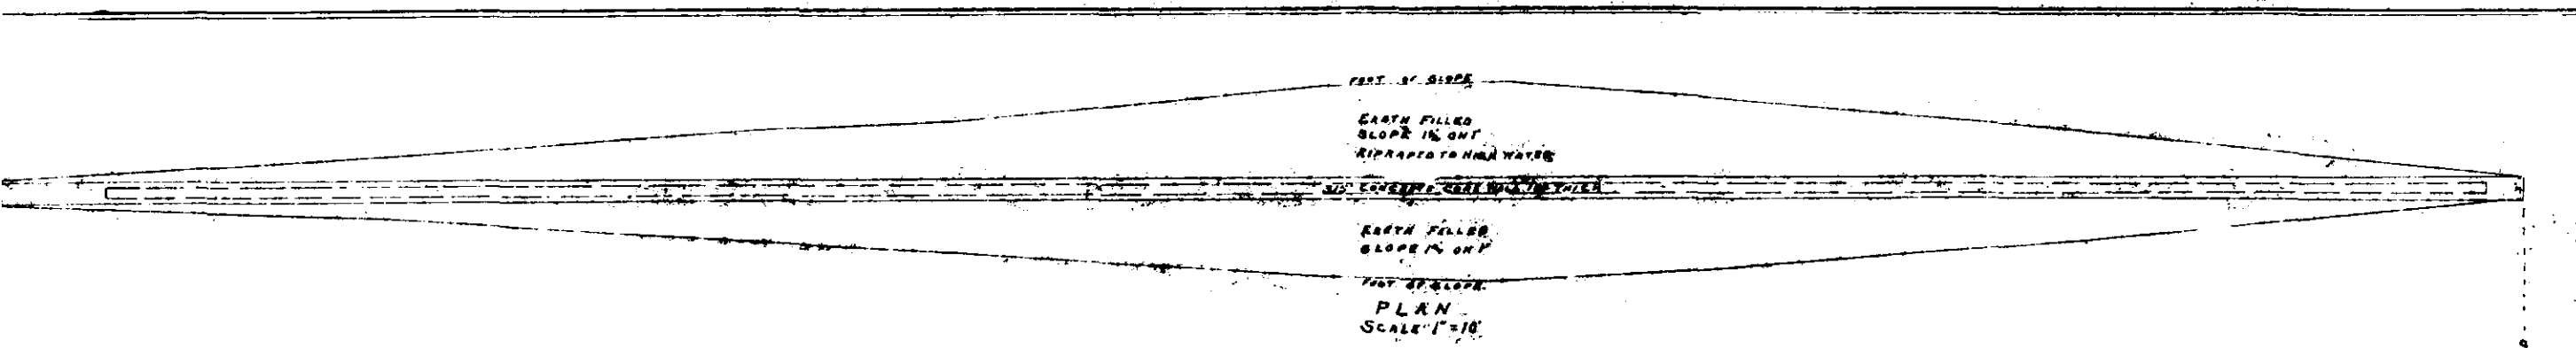 FOOT OF SLOPE
EARTH FILLED
SLOPE 1½ ON 1'
RIPRAPED TO HIGH WATER
CONCRETE CORE WALL THICK
EARTH FILLED
SLOPE 1½ ON 1'
FOOT OF SLOPE.
PLAN
SCALE 1"=10'